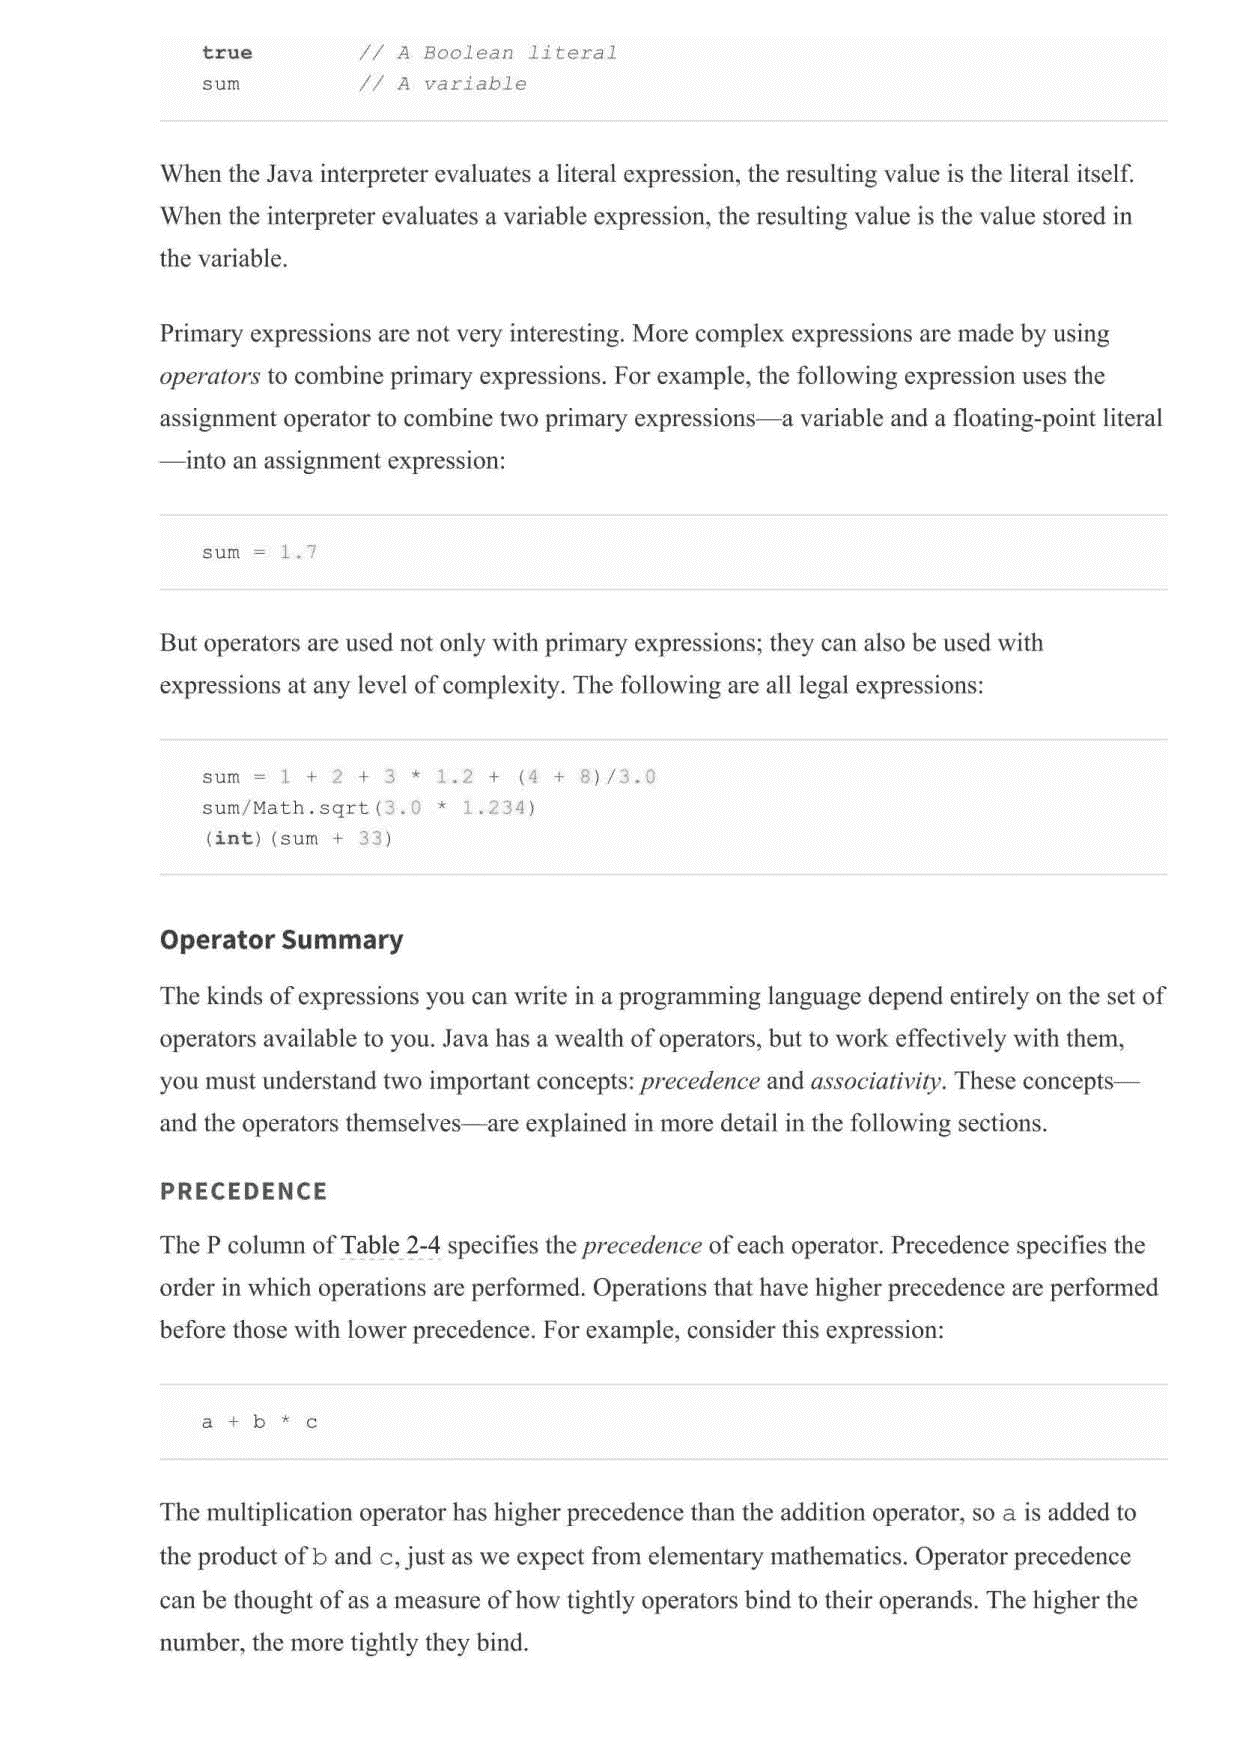 true // A Boolean literal
sum // A variable
When the Java interpreter evaluates a literal expression, the resulting value is the literal itself.
When the interpreter evaluates a variable expression, the resulting value is the value stored in
the variable.
Primary expressions are not very interesting. More complex expressions are made by using
operators to combine primary expressions. For example, the following expression uses the
assignment operator to combine two primary expressions—a variable and a floating-point literal
—into an assignment expression:
sum = 1.7
But operators are used not only with primary expressions; they can also be used with
expressions at any level of complexity. The following are all legal expressions:
sum = 1 + 2 + 3 * 1.2 + (4 + 8)/3.0
sum/Math.sqrt(3.0 * 1.234)
(int)(sum + 33)
Operator Summary
The kinds of expressions you can write in a programming language depend entirely on the set of
operators available to you. Java has a wealth of operators, but to work effectively with them,
you must understand two important concepts: precedence and associativity. These concepts—
and the operators themselves—are explained in more detail in the following sections.
PRECEDENCE
The P column of Table 2-4 specifies the precedence of each operator. Precedence specifies the
order in which operations are performed. Operations that have higher precedence are performed
before those with lower precedence. For example, consider this expression:
a + b * c
The multiplication operator has higher precedence than the addition operator, so a is added to
the product of b and c, just as we expect from elementary mathematics. Operator precedence
can be thought of as a measure of how tightly operators bind to their operands. The higher the
number, the more tightly they bind.